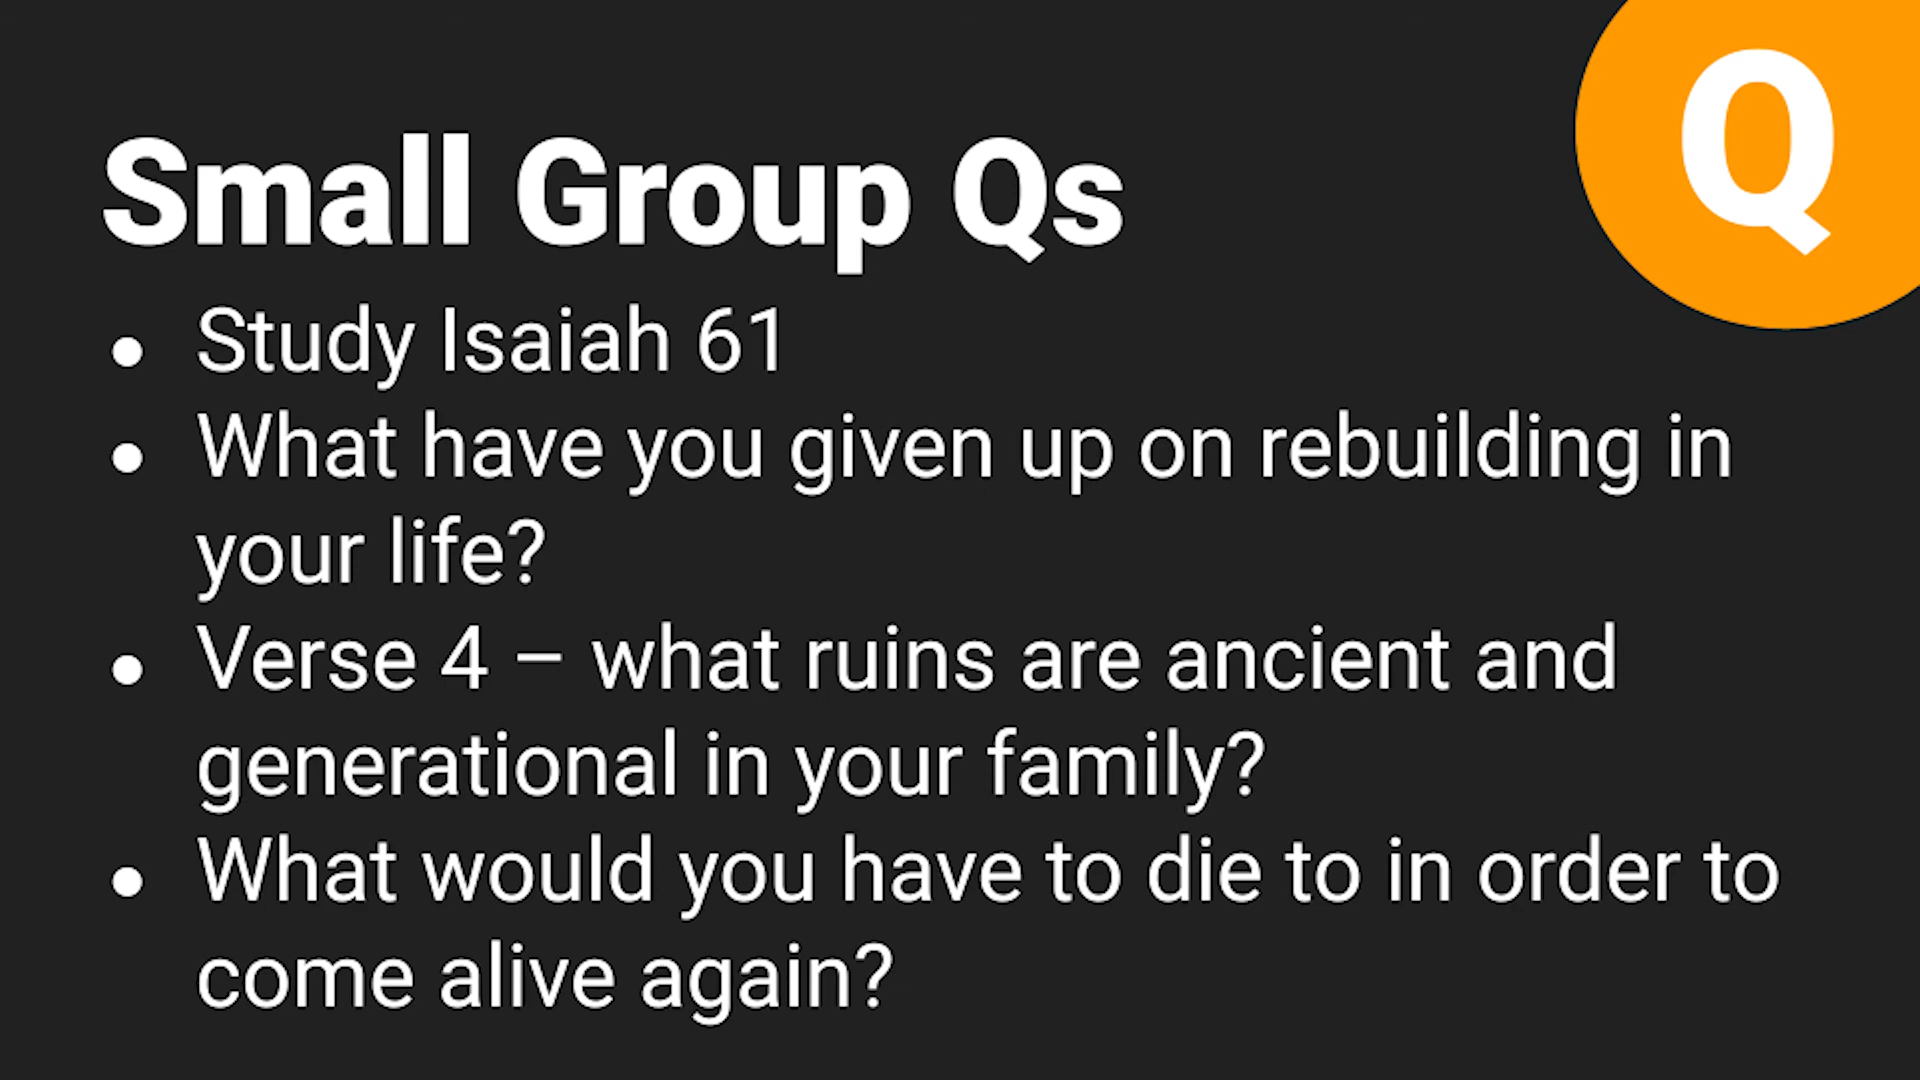 Q
Small Group Qs
● Study Isaiah 61
● What have you given up on rebuilding in
your life?
● Verse 4 – what ruins are ancient and
generational in your family?
● What would you have to die to in order to
come alive again?